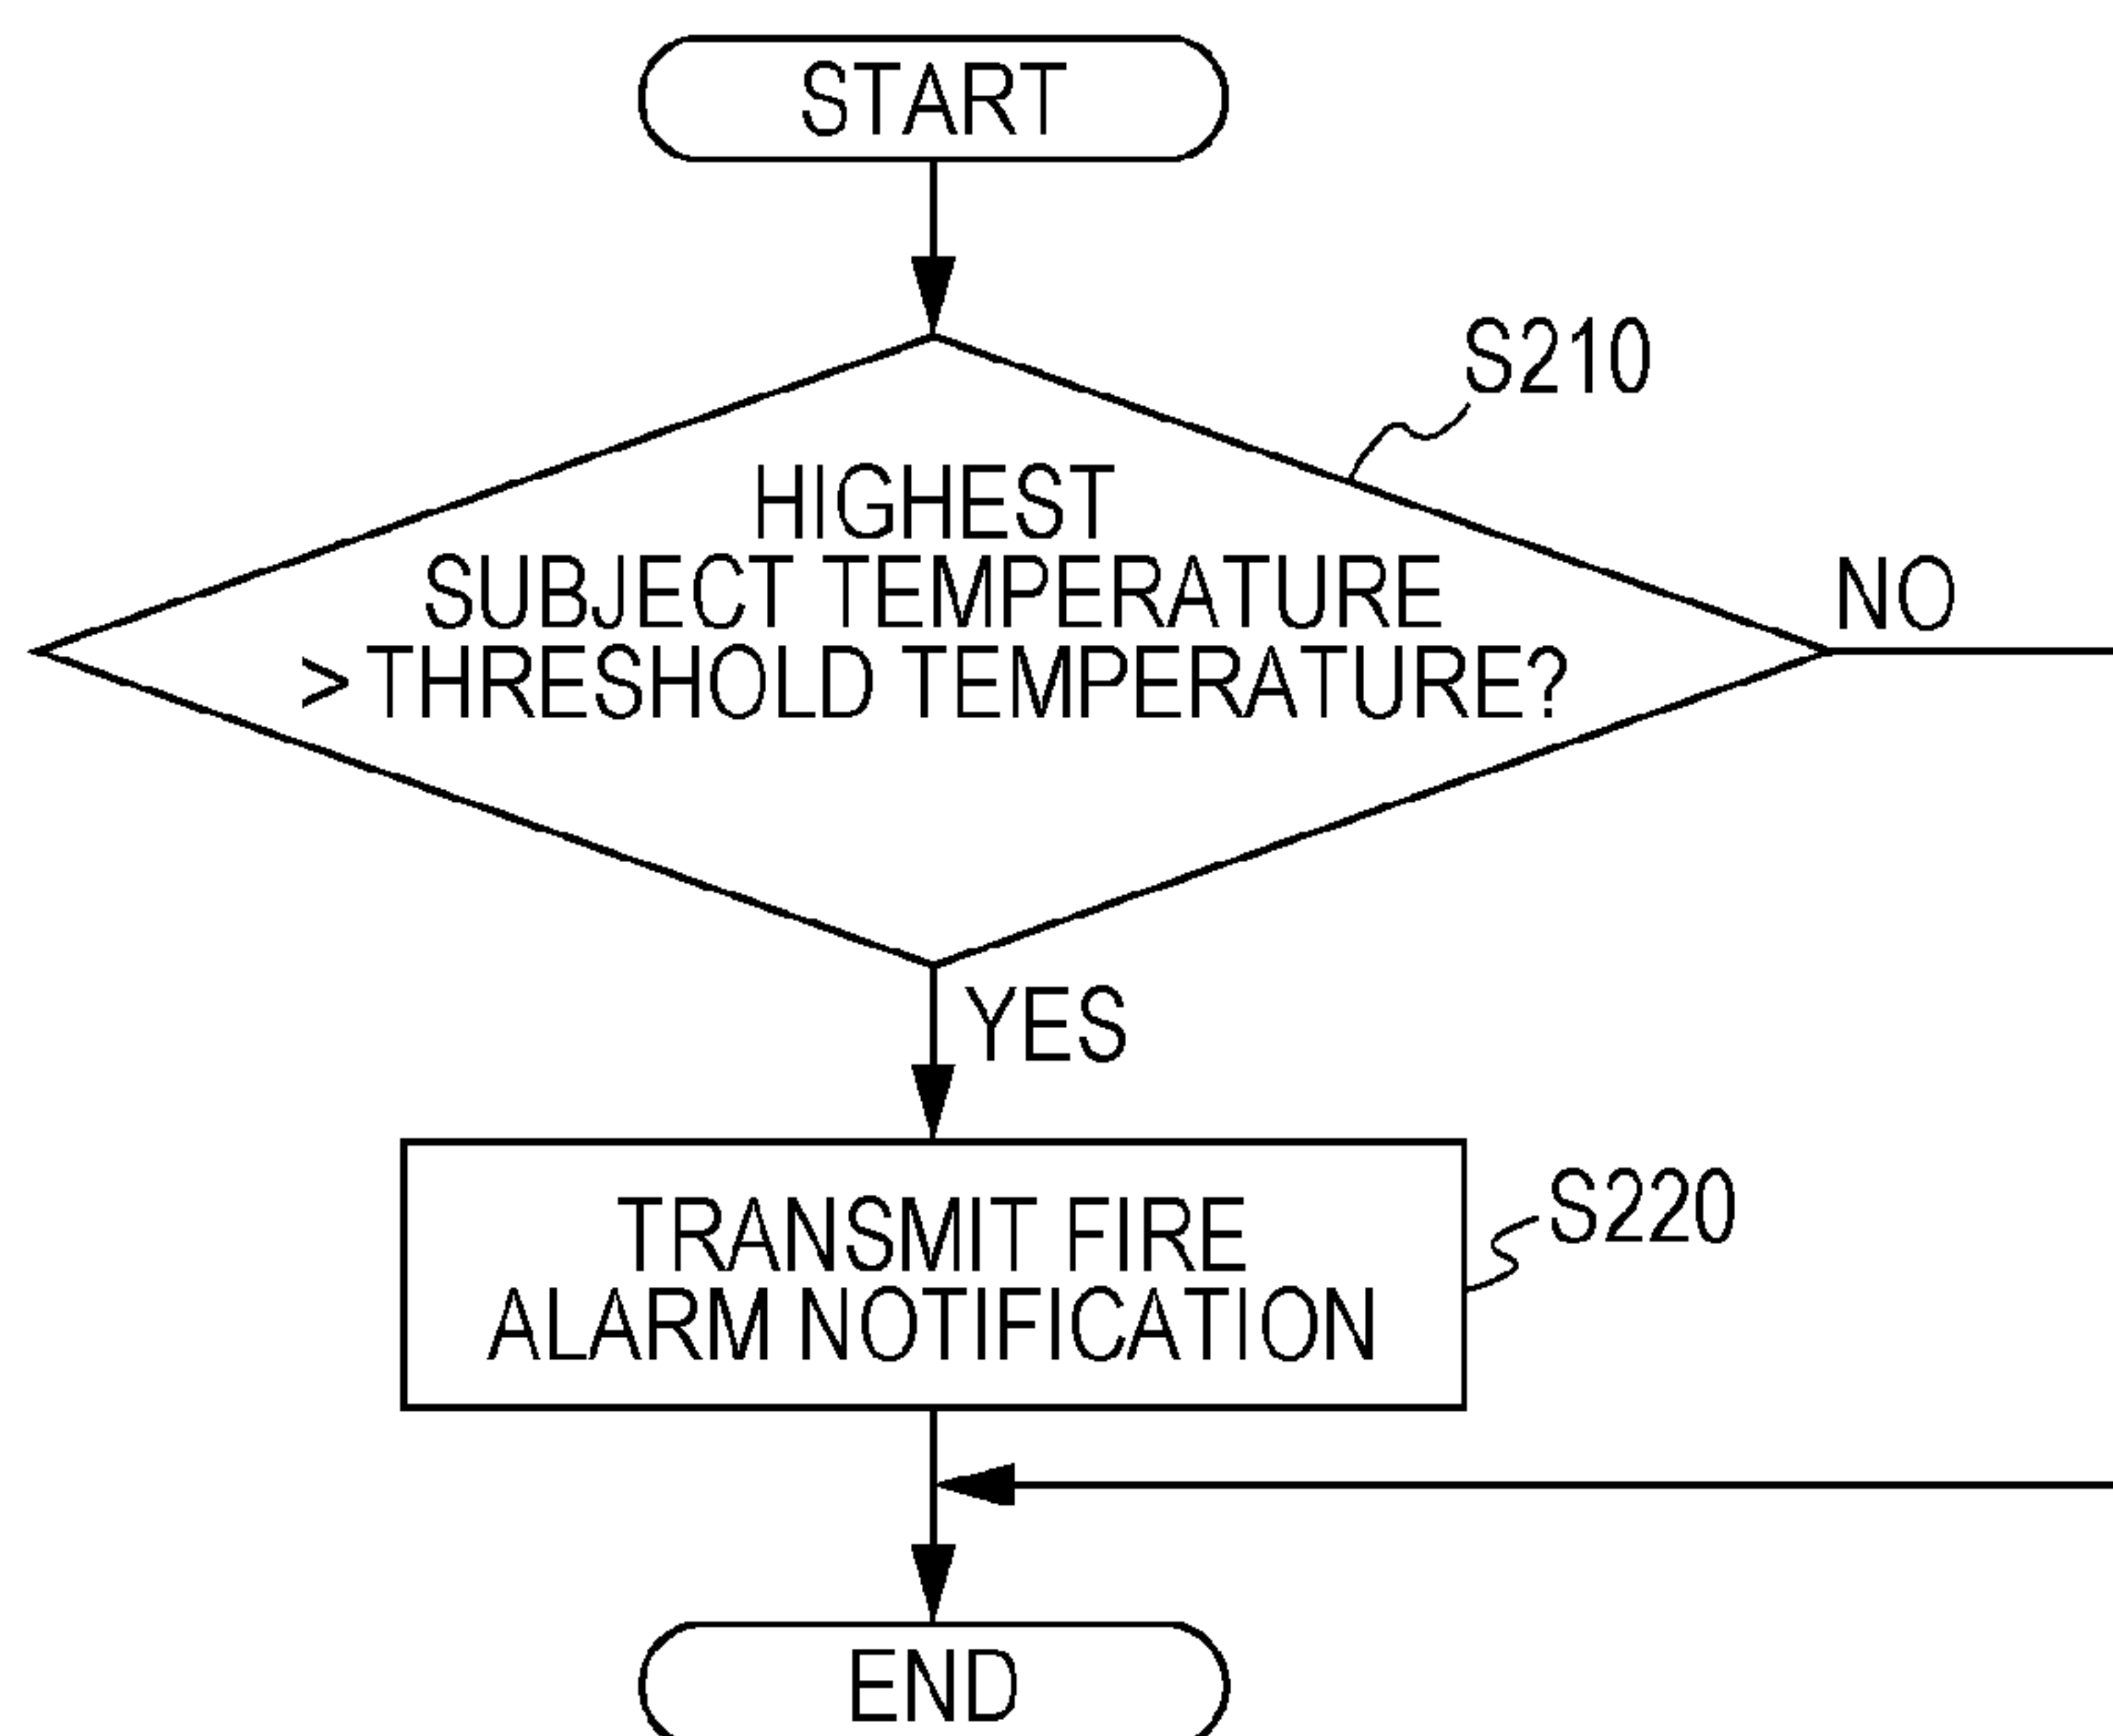 START
S210
HIGHEST
SUBJECT TEMPERATURE
> THRESHOLD TEMPERATURE?
NO
YES
TRANSMIT FIRE
ALARM NOTIFICATION
S220
END